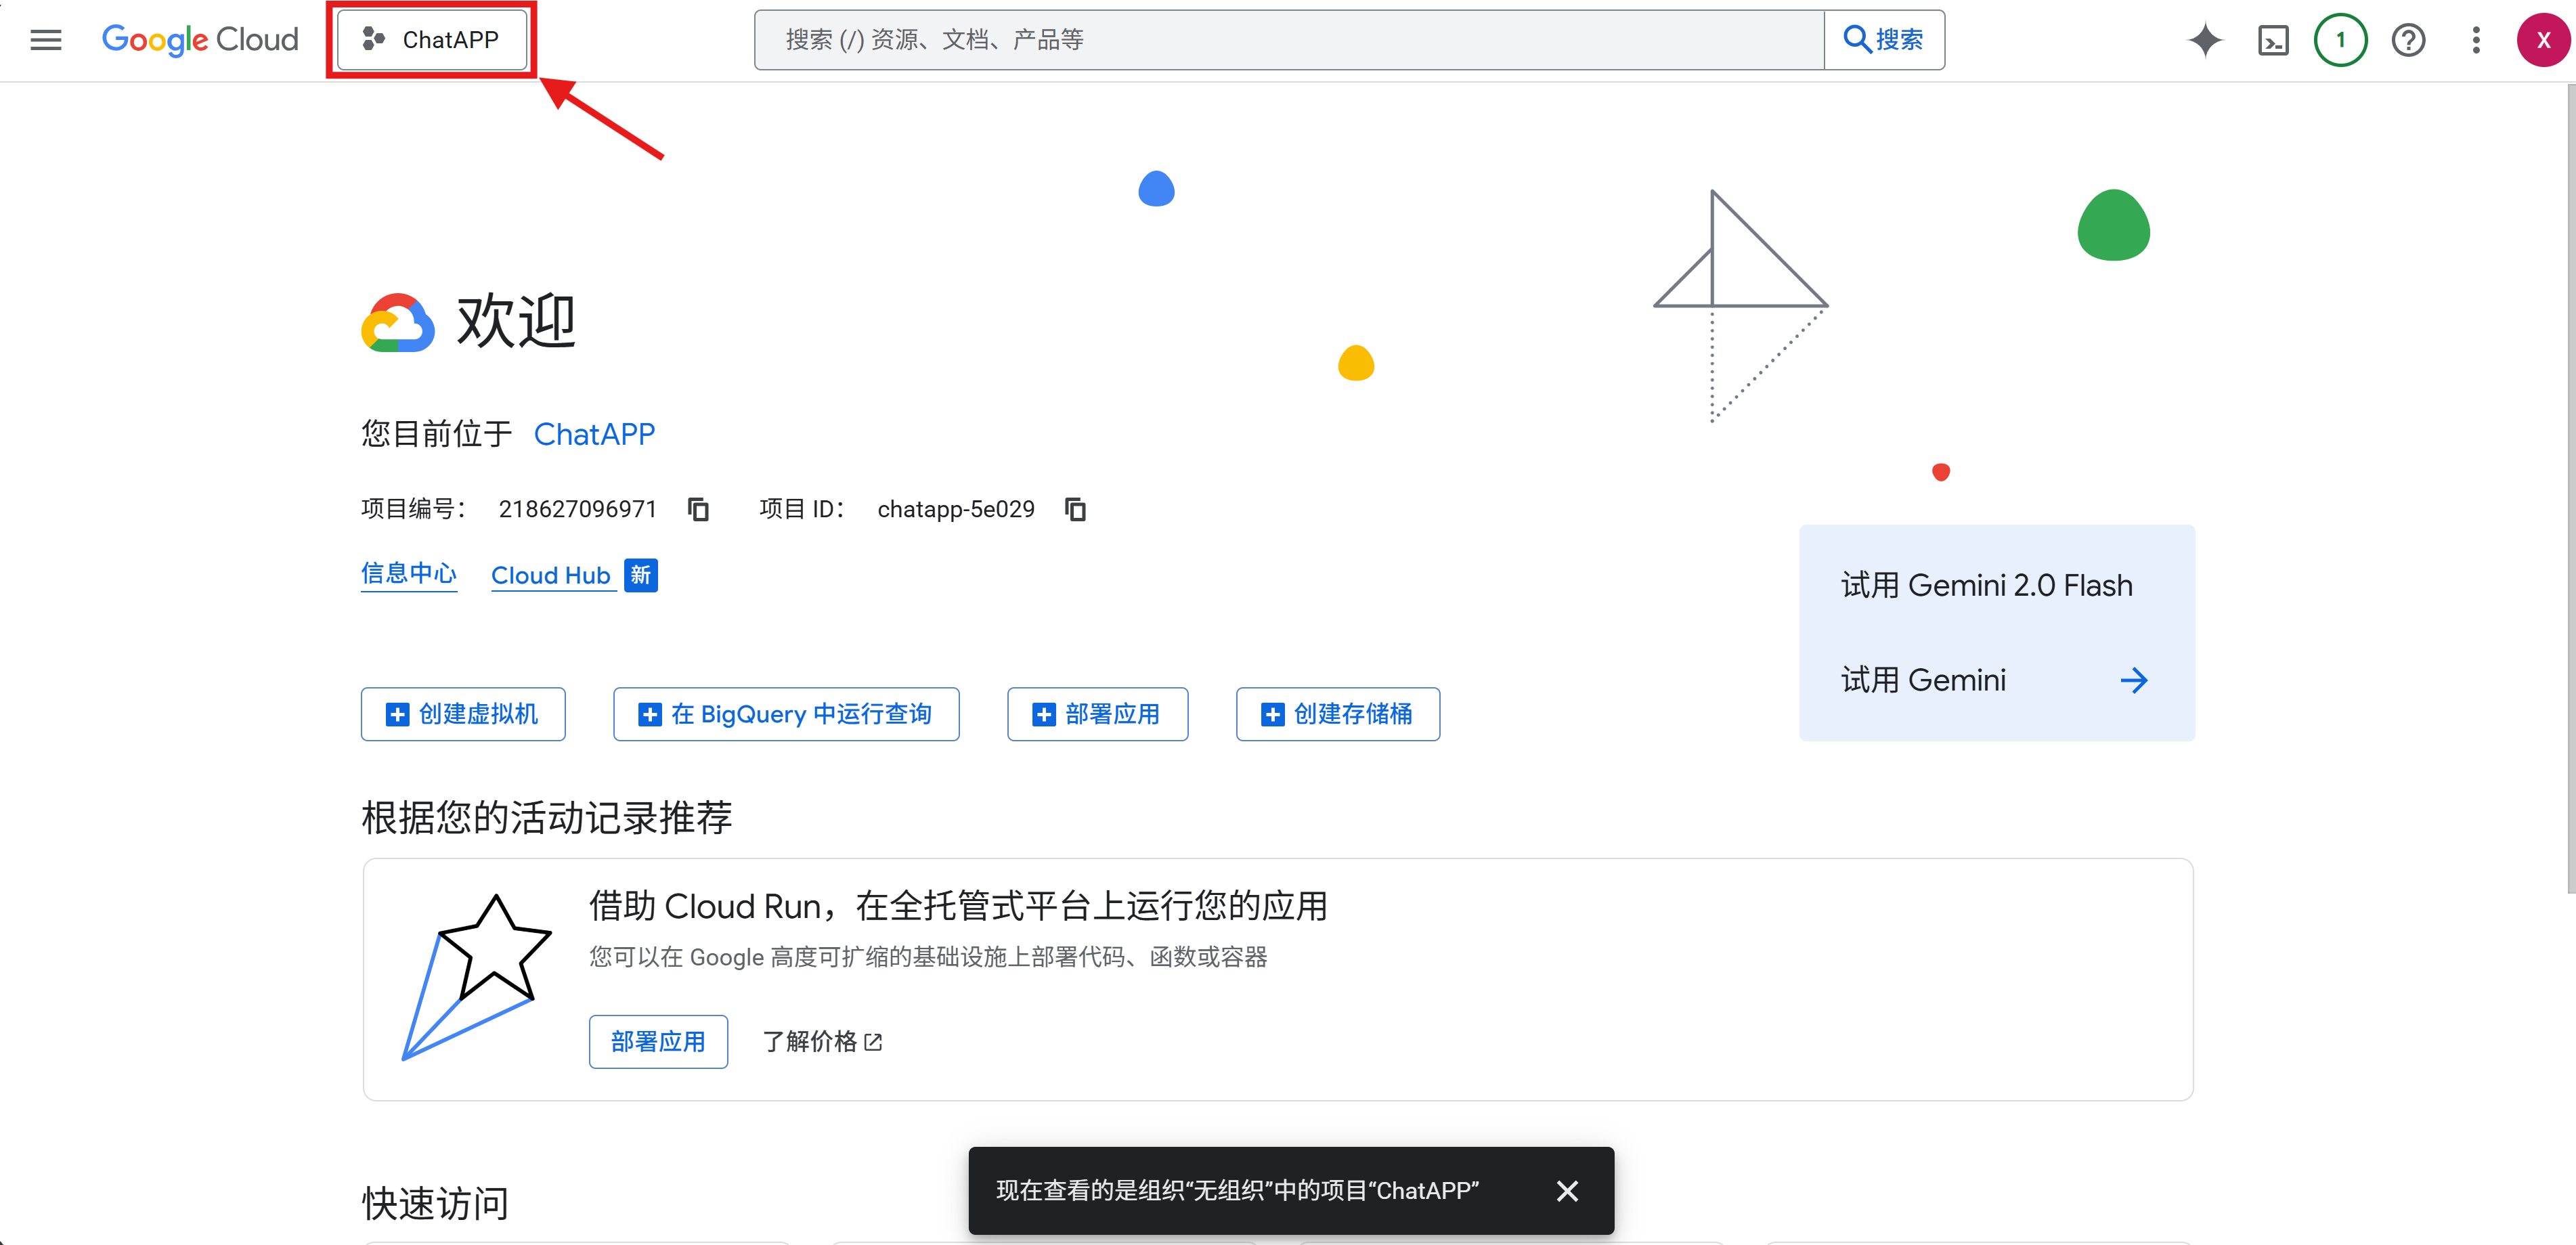 Google Cloud
ChatAPP
搜索 (/) 资源、文档、产品等
搜索
1
X
欢迎
您目前位于 ChatAPP
项目编号： 218627096971 项目 ID： chatapp-5e029
信息中心 Cloud Hub 新
试用 Gemini 2.0 Flash
试用 Gemini
创建虚拟机 在 BigQuery 中运行查询 部署应用 创建存储桶
根据您的活动记录推荐
借助 Cloud Run，在全托管式平台上运行您的应用
您可以在 Google 高度可扩缩的基础设施上部署代码、函数或容器
部署应用 了解价格
现在查看的是组织“无组织”中的项目“ChatAPP”
快速访问